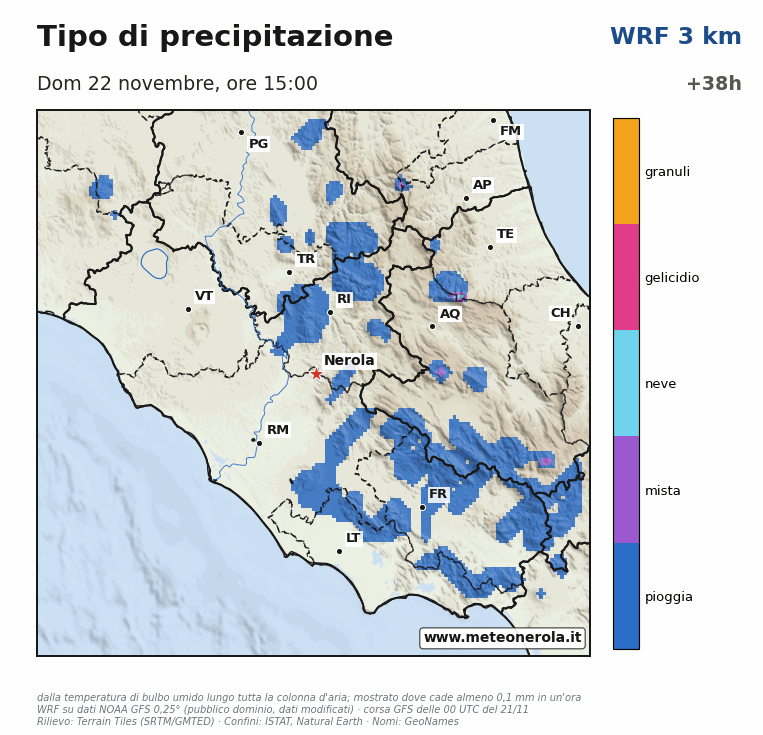 Tipo di precipitazione
WRF 3 km
Dom 22 novembre, ore 15:00
+38h
FM
PG
granuli
AP
TE
TR
gelicidio
VT
RI
AQ
CH
Nerola
neve
RM
mista
FR
LT
pioggia
www.meteonerola.it
dalla temperatura di bulbo umido lungo tutta la colonna d'aria; mostrato dove cade almeno 0,1 mm in un'ora
WRF su dati NOAA GFS 0,25° (pubblico dominio, dati modificati) · corsa GFS delle 00 UTC del 21/11
Rilievo: Terrain Tiles (SRTM/GMTED) · Confini: ISTAT, Natural Earth · Nomi: GeoNames